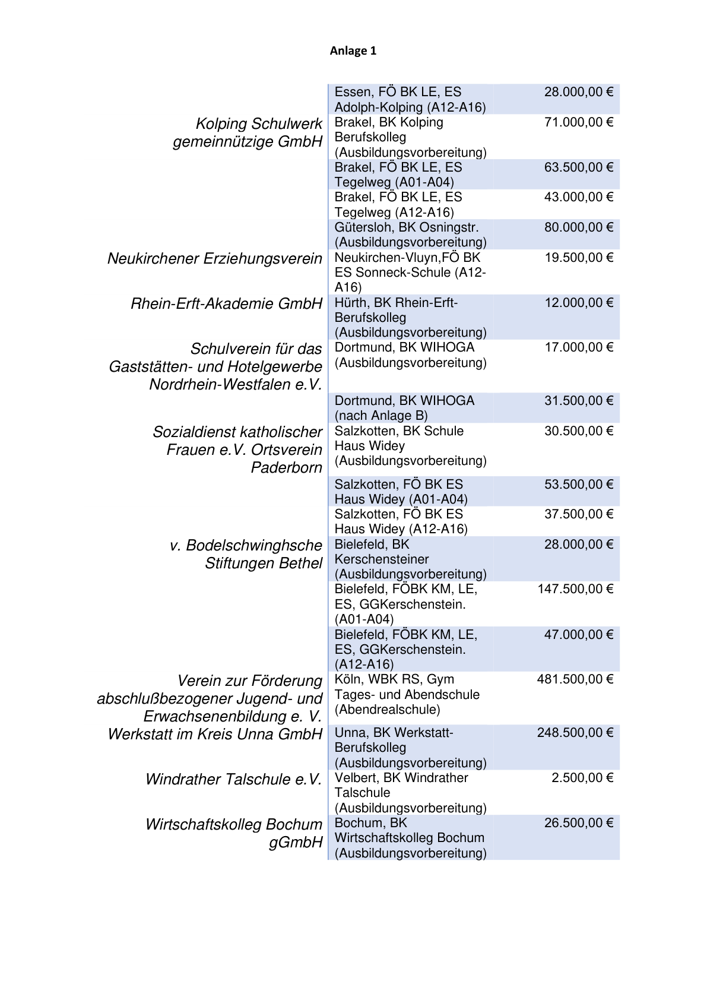 Anlage 1
Essen, FÖ BK LE, ES 28.000,00 €
Adolph-Kolping (A12-A16)
Kolping Schulwerk Brakel, BK Kolping 71.000,00 €
gemeinnützige GmbH Berufskolleg
(Ausbildungsvorbereitung)
Brakel, FÖ BK LE, ES 63.500,00 €
Tegelweg (A01-A04)
Brakel, FÖ BK LE, ES 43.000,00 €
Tegelweg (A12-A16)
Gütersloh, BK Osningstr. 80.000,00 €
(Ausbildungsvorbereitung)
Neukirchener Erziehungsverein Neukirchen-Vluyn,FÖ BK 19.500,00 €
ES Sonneck-Schule (A12-
A16)
Rhein-Erft-Akademie GmbH Hürth, BK Rhein-Erft- 12.000,00 €
Berufskolleg
(Ausbildungsvorbereitung)
Schulverein für das Dortmund, BK WIHOGA 17.000,00 €
Gaststätten- und Hotelgewerbe (Ausbildungsvorbereitung)
Nordrhein-Westfalen e.V.
Dortmund, BK WIHOGA 31.500,00 €
(nach Anlage B)
Sozialdienst katholischer Salzkotten, BK Schule 30.500,00 €
Frauen e.V. Ortsverein Haus Widey
Paderborn (Ausbildungsvorbereitung)
Salzkotten, FÖ BK ES 53.500,00 €
Haus Widey (A01-A04)
Salzkotten, FÖ BK ES 37.500,00 €
Haus Widey (A12-A16)
v. Bodelschwinghsche Bielefeld, BK 28.000,00 €
Stiftungen Bethel Kerschensteiner
(Ausbildungsvorbereitung)
Bielefeld, FÖBK KM, LE, 147.500,00 €
ES, GGKerschenstein.
(A01-A04)
Bielefeld, FÖBK KM, LE, 47.000,00 €
ES, GGKerschenstein.
(A12-A16)
Verein zur Förderung Köln, WBK RS, Gym 481.500,00 €
abschlußbezogener Jugend- und Tages- und Abendschule
Erwachsenenbildung e. V. (Abendrealschule)
Werkstatt im Kreis Unna GmbH Unna, BK Werkstatt- 248.500,00 €
Berufskolleg
(Ausbildungsvorbereitung)
Windrather Talschule e.V. Velbert, BK Windrather 2.500,00 €
Talschule
(Ausbildungsvorbereitung)
Wirtschaftskolleg Bochum Bochum, BK 26.500,00 €
gGmbH Wirtschaftskolleg Bochum
(Ausbildungsvorbereitung)